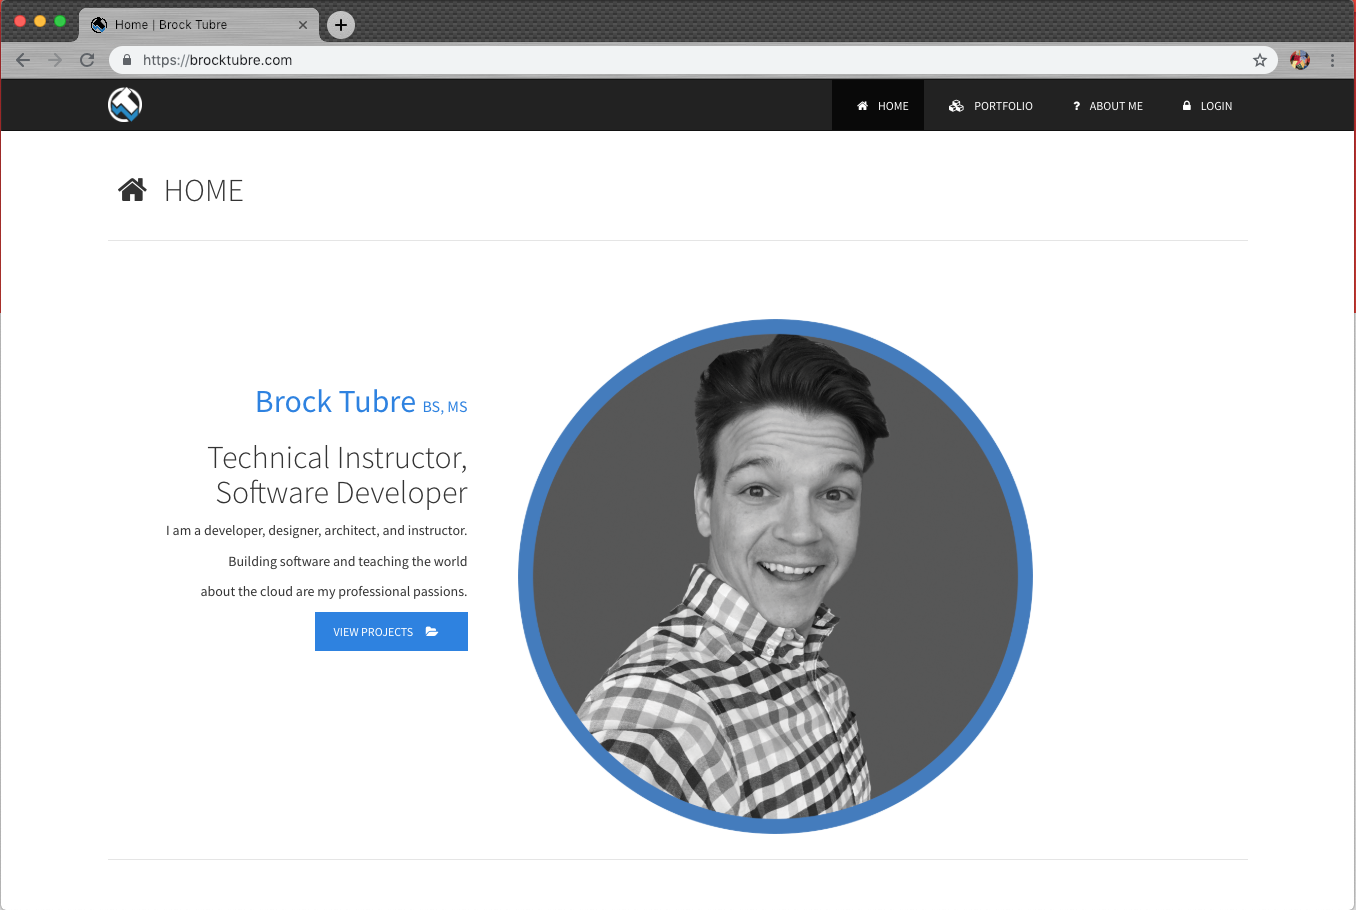 Home | Brock Tubre
https://brocktubre.com
HOME
PORTFOLIO
? ABOUT ME
LOGIN
HOME
Brock Tubre BS, MS
Technical Instructor,
Software Developer
I am a developer, designer, architect, and instructor.
Building software and teaching the world
about the cloud are my professional passions.
VIEW PROJECTS